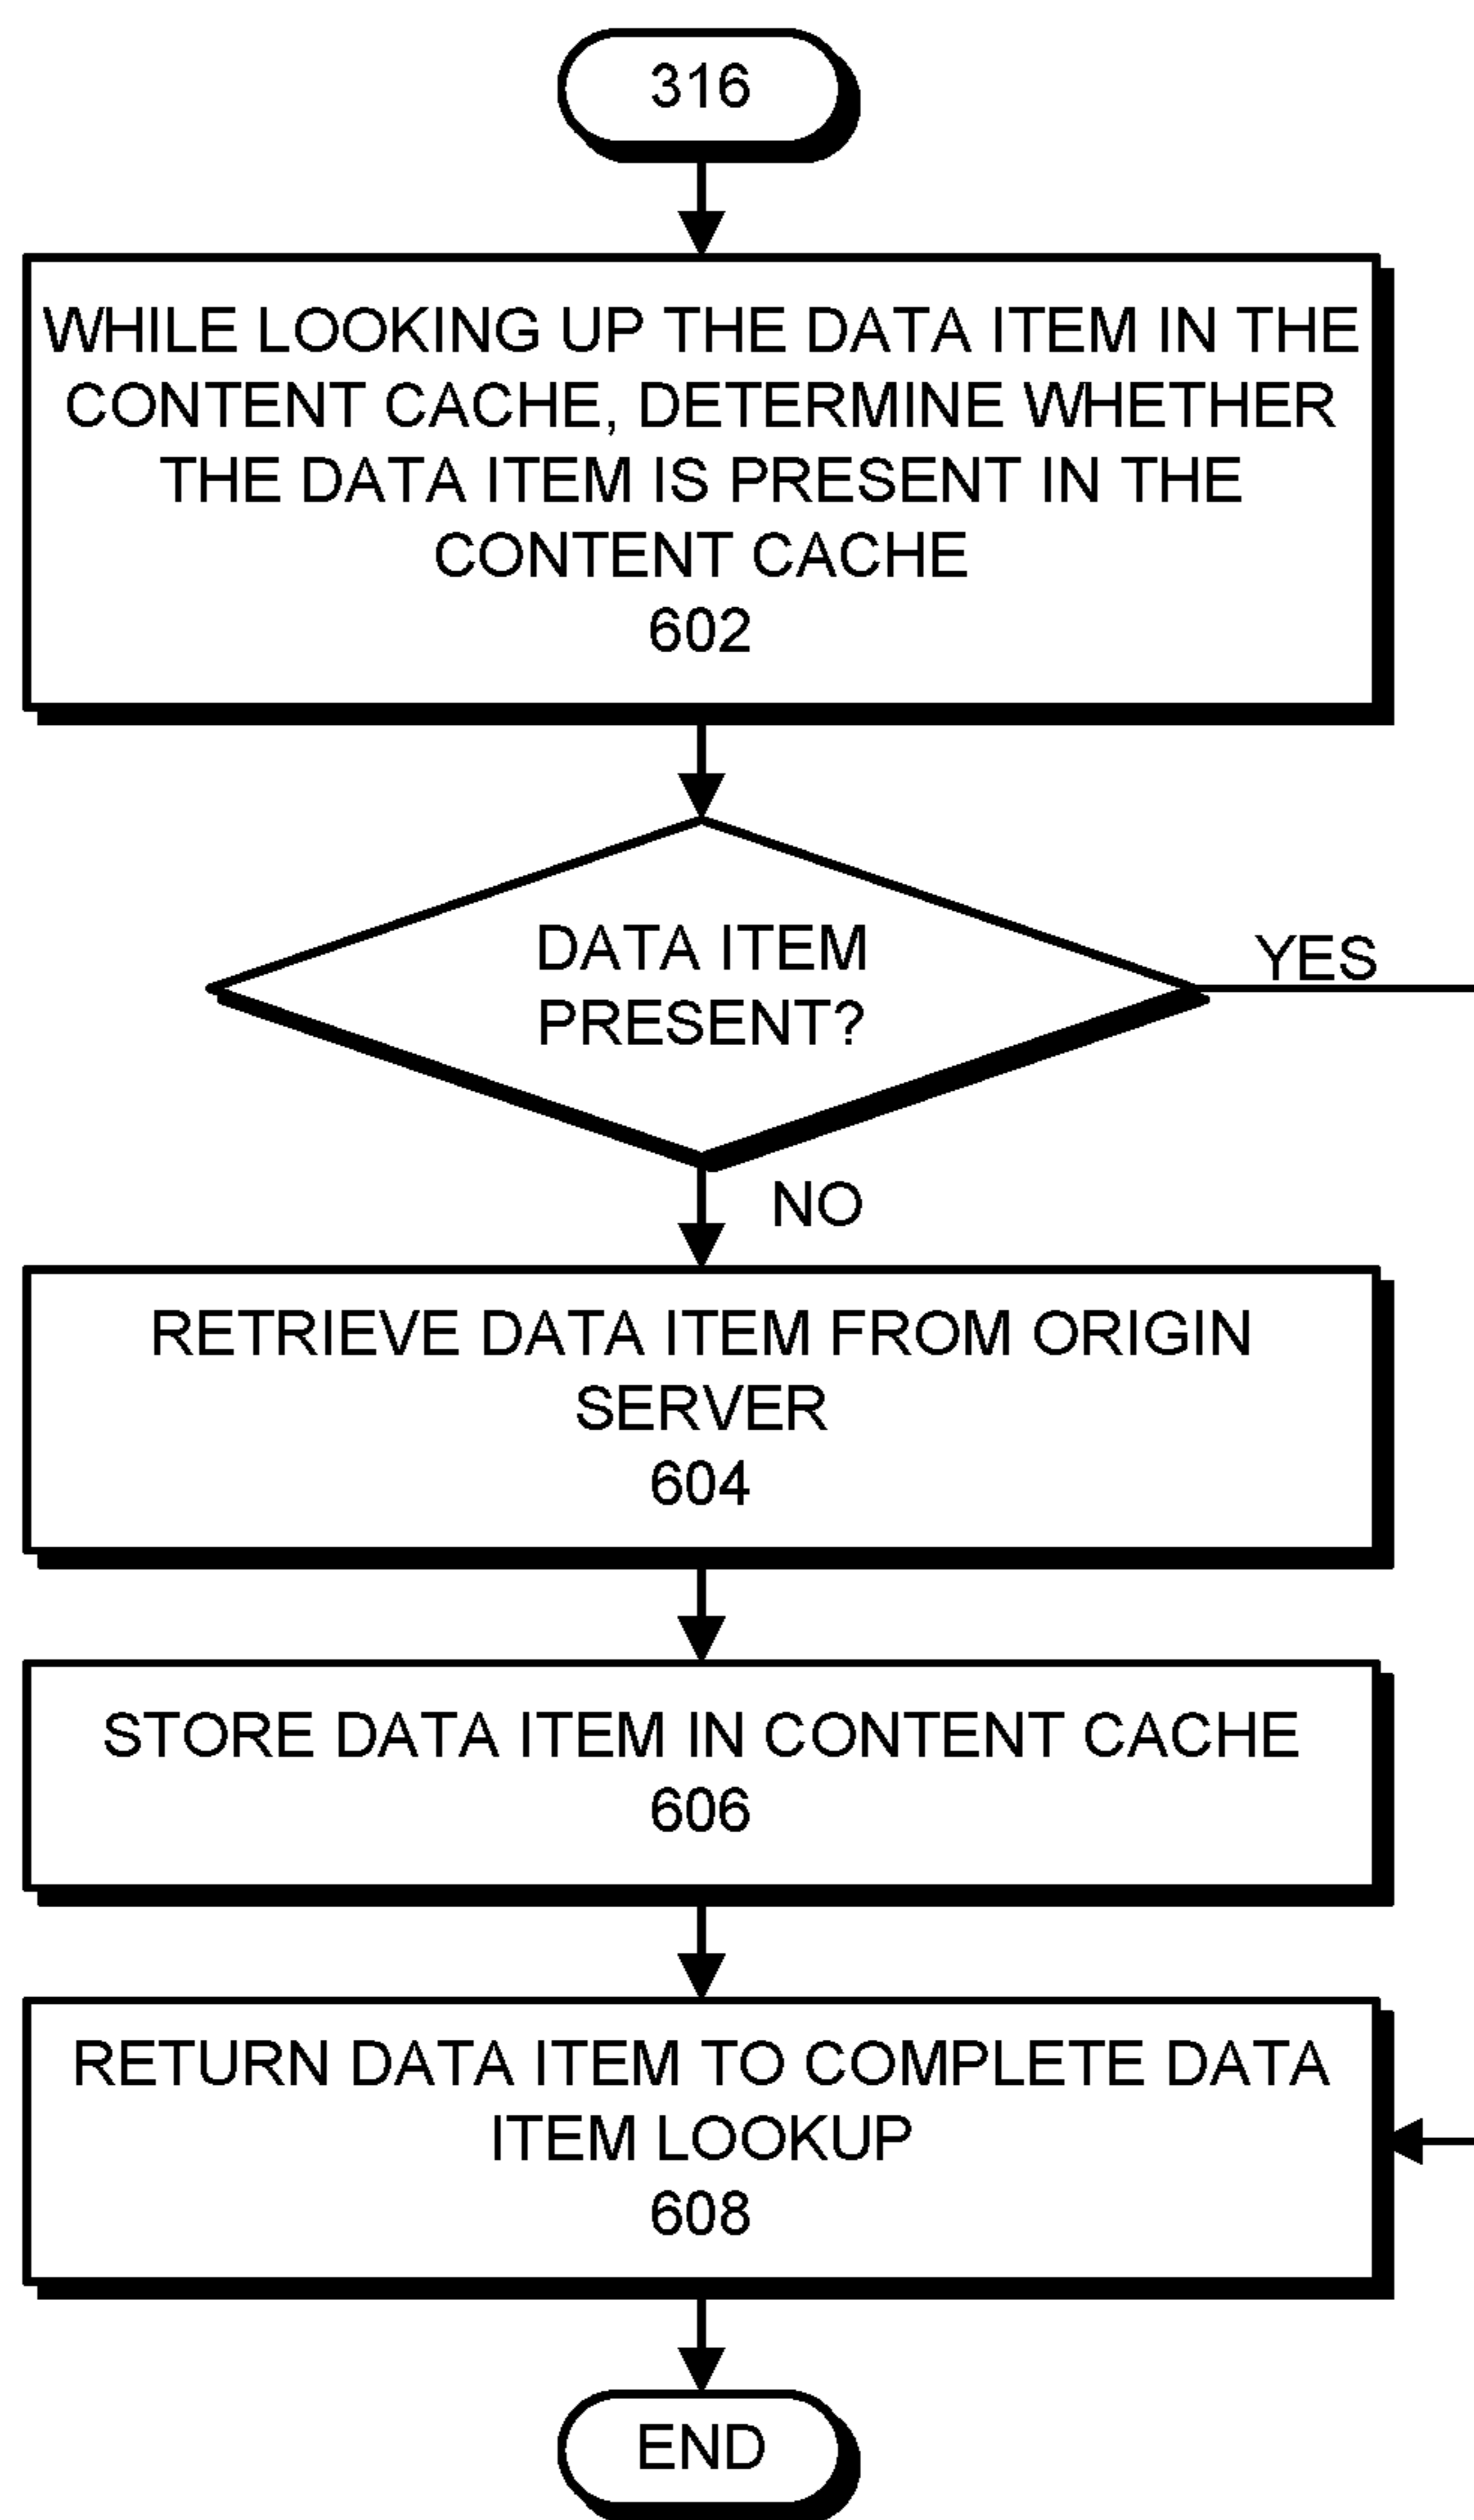 316
WHILE LOOKING UP THE DATA ITEM IN THE
CONTENT CACHE, DETERMINE WHETHER
THE DATA ITEM IS PRESENT IN THE
CONTENT CACHE
602
DATA ITEM
PRESENT?
YES
NO
RETRIEVE DATA ITEM FROM ORIGIN
SERVER
604
STORE DATA ITEM IN CONTENT CACHE
606
RETURN DATA ITEM TO COMPLETE DATA
ITEM LOOKUP
608
END